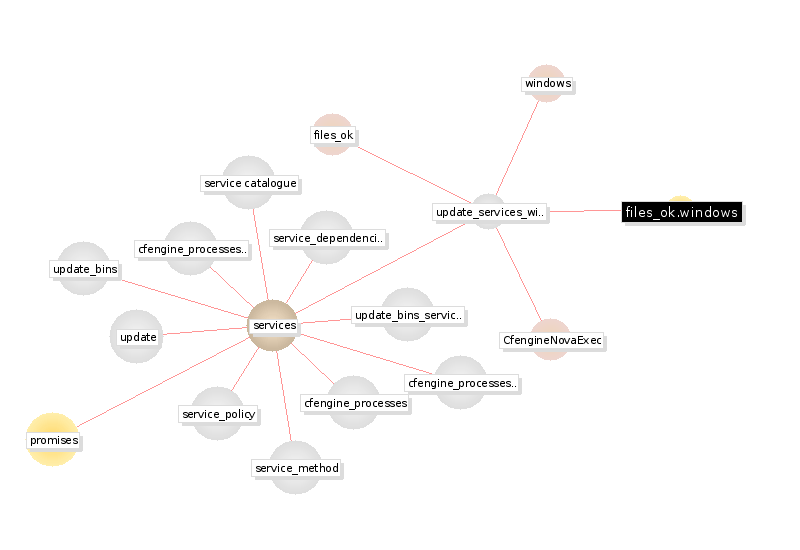 windows
files_ok
service catalogue
files_ok.windows
update_services_wi..
service_dependenci..
cfengine_processes..
update_bins
update_bins_servic..
services
update
CfengineNovaExec
cfengine_processes..
cfengine_processes
service_policy
promises
service_method